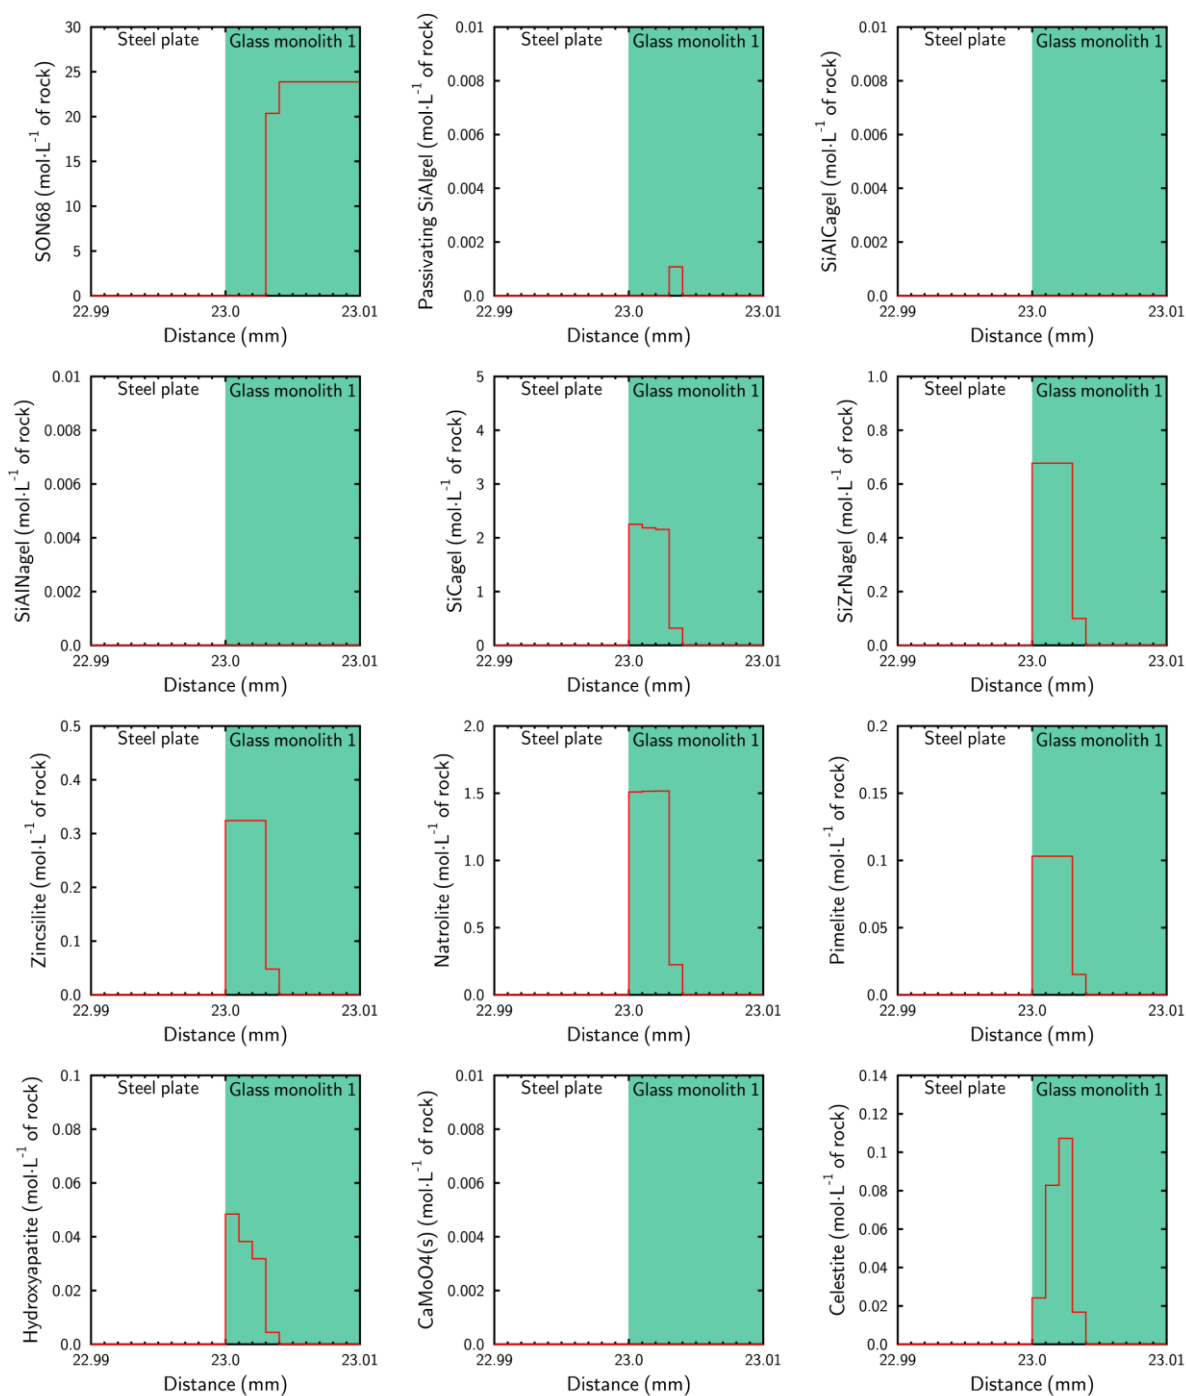 SON68 (mol·L⁻¹ of rock)
30
25
20
15
10
5
0
Steel plate
Glass monolith 1
22.99
23.0
23.01
Distance (mm)
Passivating SiAlgel (mol·L⁻¹ of rock)
0.01
0.008
0.006
0.004
0.002
0.0
Steel plate
Glass monolith 1
22.99
23.0
23.01
Distance (mm)
SiAlCagel (mol·L⁻¹ of rock)
0.01
0.008
0.006
0.004
0.002
0.0
Steel plate
Glass monolith 1
22.99
23.0
23.01
Distance (mm)
SiAlNagel (mol·L⁻¹ of rock)
0.01
0.008
0.006
0.004
0.002
0.0
Steel plate
Glass monolith 1
22.99
23.0
23.01
Distance (mm)
SiCagel (mol·L⁻¹ of rock)
5
4
3
2
1
0
Steel plate
Glass monolith 1
22.99
23.0
23.01
Distance (mm)
SiZrNagel (mol·L⁻¹ of rock)
1.0
0.8
0.6
0.4
0.2
0.0
Steel plate
Glass monolith 1
22.99
23.0
23.01
Distance (mm)
Zincsilite (mol·L⁻¹ of rock)
0.5
0.4
0.3
0.2
0.1
0.0
Steel plate
Glass monolith 1
22.99
23.0
23.01
Distance (mm)
Natrolite (mol·L⁻¹ of rock)
2.0
1.5
1.0
0.5
0.0
Steel plate
Glass monolith 1
22.99
23.0
23.01
Distance (mm)
Pimelite (mol·L⁻¹ of rock)
0.2
0.15
0.1
0.05
0.0
Steel plate
Glass monolith 1
22.99
23.0
23.01
Distance (mm)
Hydroxyapatite (mol·L⁻¹ of rock)
0.1
0.08
0.06
0.04
0.02
0.0
Steel plate
Glass monolith 1
22.99
23.0
23.01
Distance (mm)
CaMoO4(s) (mol·L⁻¹ of rock)
0.01
0.008
0.006
0.004
0.002
0.0
Steel plate
Glass monolith 1
22.99
23.0
23.01
Distance (mm)
Celestite (mol·L⁻¹ of rock)
0.14
0.12
0.1
0.08
0.06
0.04
0.02
0.0
Steel plate
Glass monolith 1
22.99
23.0
23.01
Distance (mm)